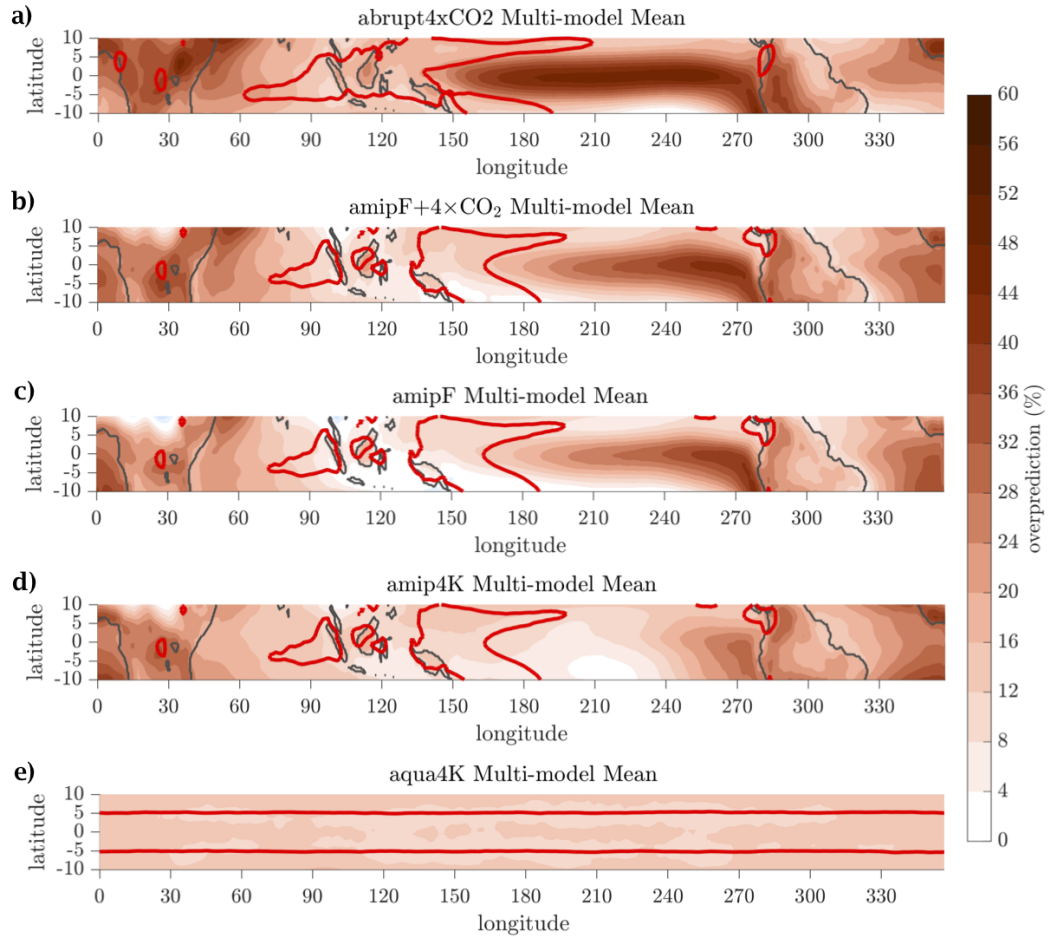 a)
abrupt4xCO2 Multi-model Mean
latitude
10
5
0
-5
-10
0 30 60 90 120 150 180 210 240 270 300 330
longitude
b)
amipF+4×CO₂ Multi-model Mean
latitude
10
5
0
-5
-10
0 30 60 90 120 150 180 210 240 270 300 330
longitude
c)
amipF Multi-model Mean
latitude
10
5
0
-5
-10
0 30 60 90 120 150 180 210 240 270 300 330
longitude
d)
amip4K Multi-model Mean
latitude
10
5
0
-5
-10
0 30 60 90 120 150 180 210 240 270 300 330
longitude
e)
aqua4K Multi-model Mean
latitude
10
5
0
-5
-10
0 30 60 90 120 150 180 210 240 270 300 330
longitude
60
56
52
48
44
40
36
32
28
24
20
16
12
8
4
0
overprediction (%)